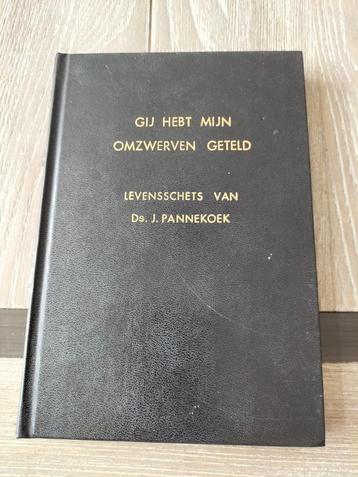 GIJ HEBT MIJN
OMZWERVEN GETELD
LEVENSSCHETS VAN
Ds. J. PANNEKOEK